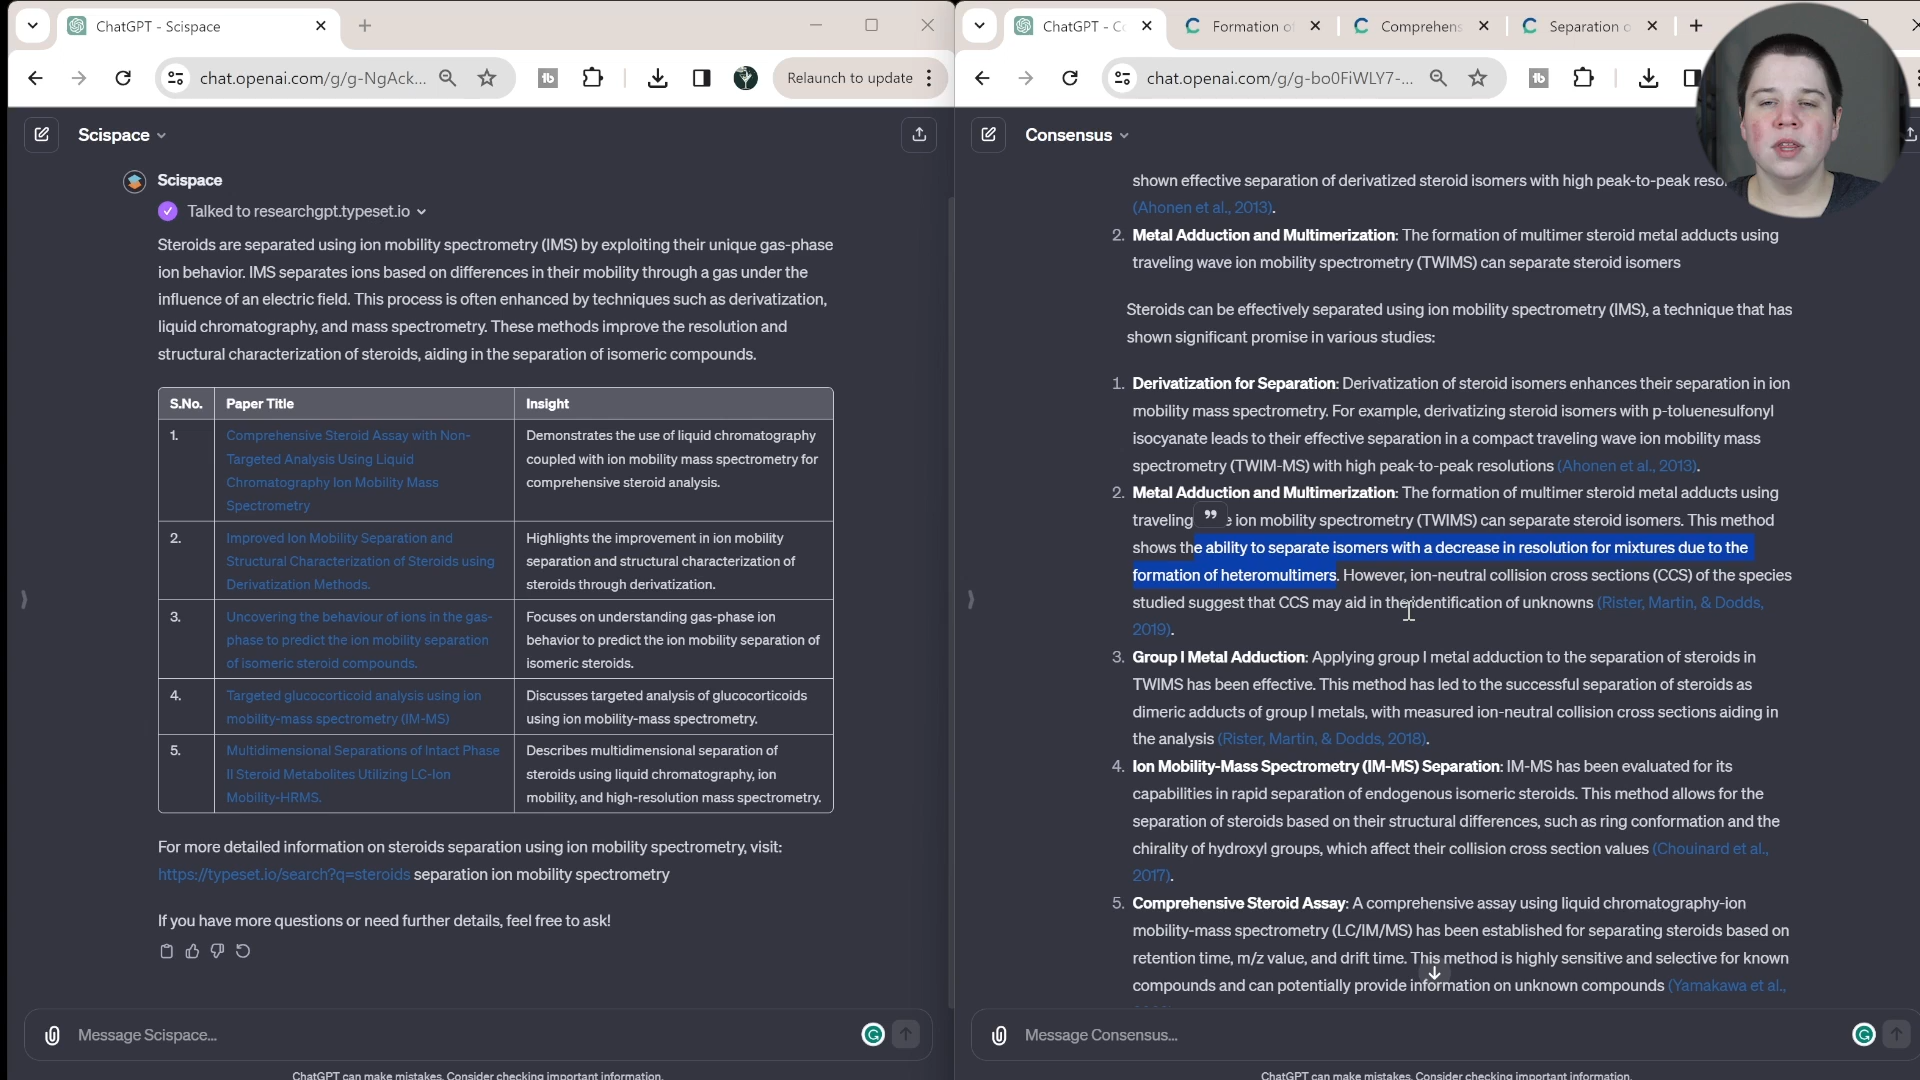 ChatGPT - Scispace
chat.openai.com/g/g-NgAck...
Relaunch to update
Scispace
Scispace
Talked to researchgpt.typeset.io
Steroids are separated using ion mobility spectrometry (IMS) by exploiting their unique gas-phase
ion behavior. IMS separates ions based on differences in their mobility through a gas under the
influence of an electric field. This process is often enhanced by techniques such as derivatization,
liquid chromatography, and mass spectrometry. These methods improve the resolution and
structural characterization of steroids, aiding in the separation of isomeric compounds.
S.No. Paper Title Insight
1. Comprehensive Steroid Assay with Non- Demonstrates the use of liquid chromatography
Targeted Analysis Using Liquid coupled with ion mobility mass spectrometry for
Chromatography Ion Mobility Mass comprehensive steroid analysis.
Spectrometry
2. Improved Ion Mobility Separation and Highlights the improvement in ion mobility
Structural Characterization of Steroids using separation and structural characterization of
Derivatization Methods. steroids through derivatization.
3. Uncovering the behaviour of ions in the gas- Focuses on understanding gas-phase ion
phase to predict the ion mobility separation behavior to predict the ion mobility separation of
of isomeric steroid compounds. isomeric steroids.
4. Targeted glucocorticoid analysis using ion Discusses targeted analysis of glucocorticoids
mobility-mass spectrometry (IM-MS) using ion mobility-mass spectrometry.
5. Multidimensional Separations of Intact Phase Describes multidimensional separation of
II Steroid Metabolites Utilizing LC-Ion steroids using liquid chromatography, ion
Mobility-HRMS. mobility, and high-resolution mass spectrometry.
For more detailed information on steroids separation using ion mobility spectrometry, visit:
https://typeset.io/search?q=steroids separation ion mobility spectrometry
If you have more questions or need further details, feel free to ask!
Message Scispace...
ChatGPT can make mistakes. Consider checking important information.
ChatGPT - Co
Formation of
Comprehens
Separation o
chat.openai.com/g/g-bo0FiWLY7-...
Consensus
shown effective separation of derivatized steroid isomers with high peak-to-peak
(Ahonen et al., 2013).
2. Metal Adduction and Multimerization: The formation of multimer steroid metal adducts using
traveling wave ion mobility spectrometry (TWIMS) can separate steroid isomers
Steroids can be effectively separated using ion mobility spectrometry (IMS), a technique that has
shown significant promise in various studies:
1. Derivatization for Separation: Derivatization of steroid isomers enhances their separation in ion
mobility mass spectrometry. For example, derivatizing steroid isomers with p-toluenesulfonyl
isocyanate leads to their effective separation in a compact traveling wave ion mobility mass
spectrometry (TWIM-MS) with high peak-to-peak resolutions (Ahonen et al., 2013).
2. Metal Adduction and Multimerization: The formation of multimer steroid metal adducts using
traveling ion mobility spectrometry (TWIMS) can separate steroid isomers. This method
shows the ability to separate isomers with a decrease in resolution for mixtures due to the
formation of heteromultimers. However, ion-neutral collision cross sections (CCS) of the species
studied suggest that CCS may aid in the identification of unknowns (Rister, Martin, & Dodds,
2019).
3. Group I Metal Adduction: Applying group I metal adduction to the separation of steroids in
TWIMS has been effective. This method has led to the successful separation of steroids as
dimeric adducts of group I metals, with measured ion-neutral collision cross sections aiding in
the analysis (Rister, Martin, & Dodds, 2018).
4. Ion Mobility-Mass Spectrometry (IM-MS) Separation: IM-MS has been evaluated for its
capabilities in rapid separation of endogenous isomeric steroids. This method allows for the
separation of steroids based on their structural differences, such as ring conformation and the
chirality of hydroxyl groups, which affect their collision cross section values (Chouinard et al.,
2017).
5. Comprehensive Steroid Assay: A comprehensive assay using liquid chromatography-ion
mobility-mass spectrometry (LC/IM/MS) has been established for separating steroids based on
retention time, m/z value, and drift time. This method is highly sensitive and selective for known
compounds and can potentially provide information on unknown compounds (Yamakawa et al.,
Message Consensus...
ChatGPT can make mistakes. Consider checking important information.